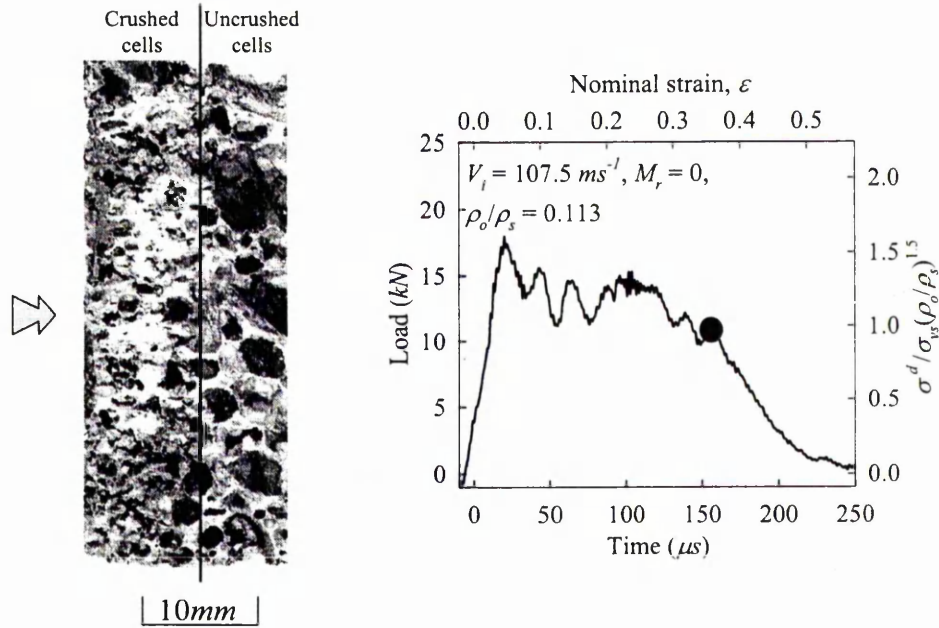 Crushed cells
Uncrushed cells
10mm
Nominal strain, ε
0.0 0.1 0.2 0.3 0.4 0.5
V_i = 107.5 ms^-1, M_r = 0,
ρ_o/ρ_s = 0.113
25
20
15
10
5
0
Load (kN)
2.0
1.5
1.0
0.5
0.0
σ^d/σ_ys(ρ_o/ρ_s)^1.5
0 50 100 150 200 250
Time (μs)